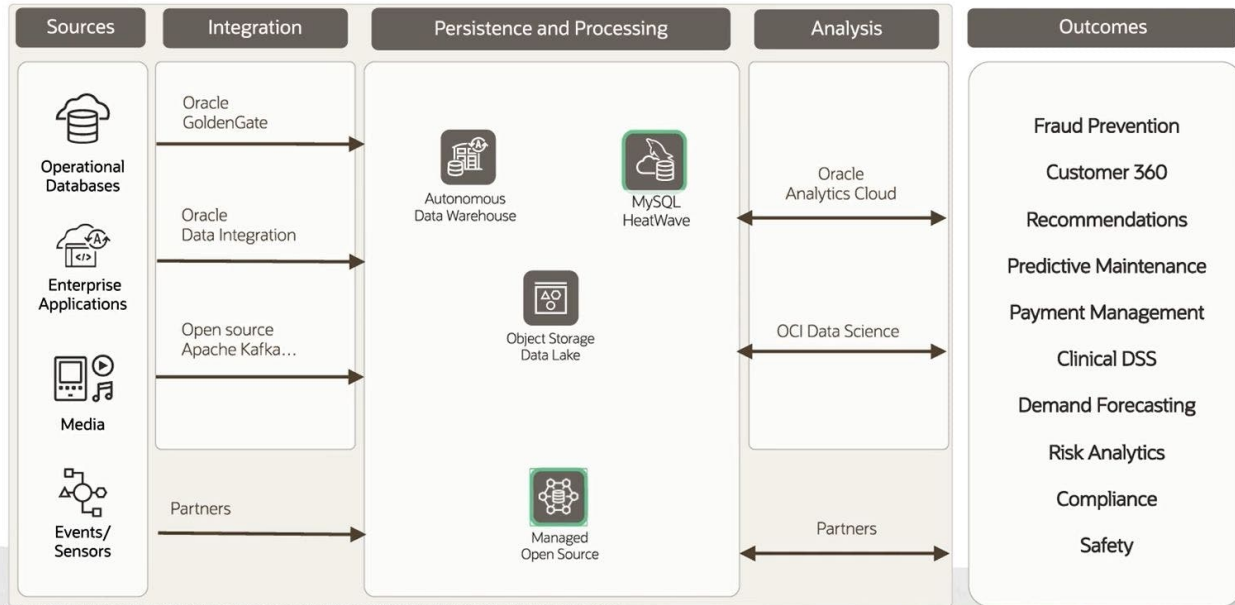 Sources
Integration
Persistence and Processing
Analysis
Outcomes
Operational
Databases
Enterprise
Applications
Media
Events/
Sensors
Oracle
GoldenGate
Oracle
Data Integration
Open source
Apache Kafka...
Partners
Autonomous
Data Warehouse
MySQL
HeatWave
Object Storage
Data Lake
Managed
Open Source
Oracle
Analytics Cloud
OCI Data Science
Partners
Fraud Prevention
Customer 360
Recommendations
Predictive Maintenance
Payment Management
Clinical DSS
Demand Forecasting
Risk Analytics
Compliance
Safety